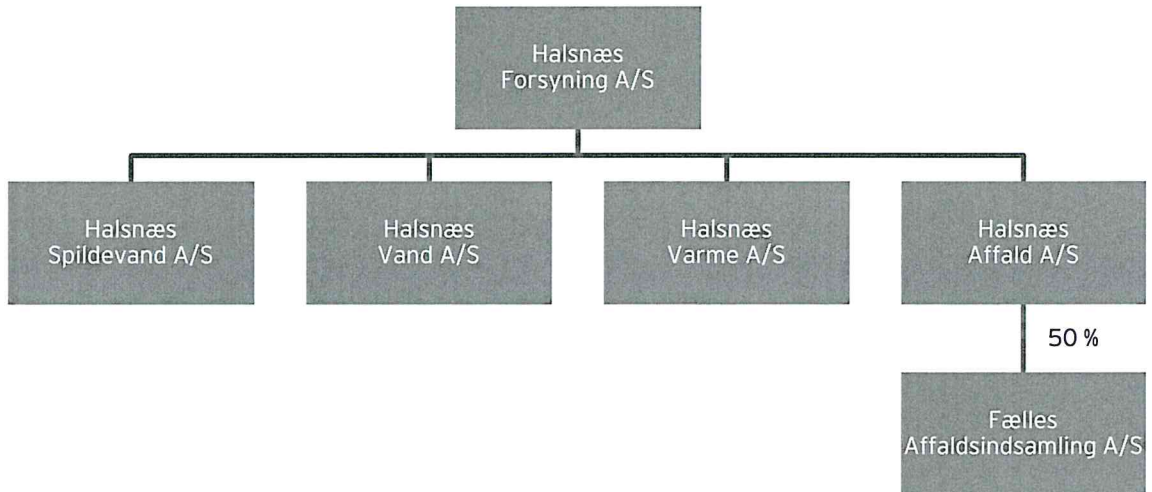 Halsnæs
Forsyning A/S
Halsnæs
Spildevand A/S
Halsnæs
Vand A/S
Halsnæs
Varme A/S
Halsnæs
Affald A/S
50 %
Fælles
Affaldsindsamling A/S